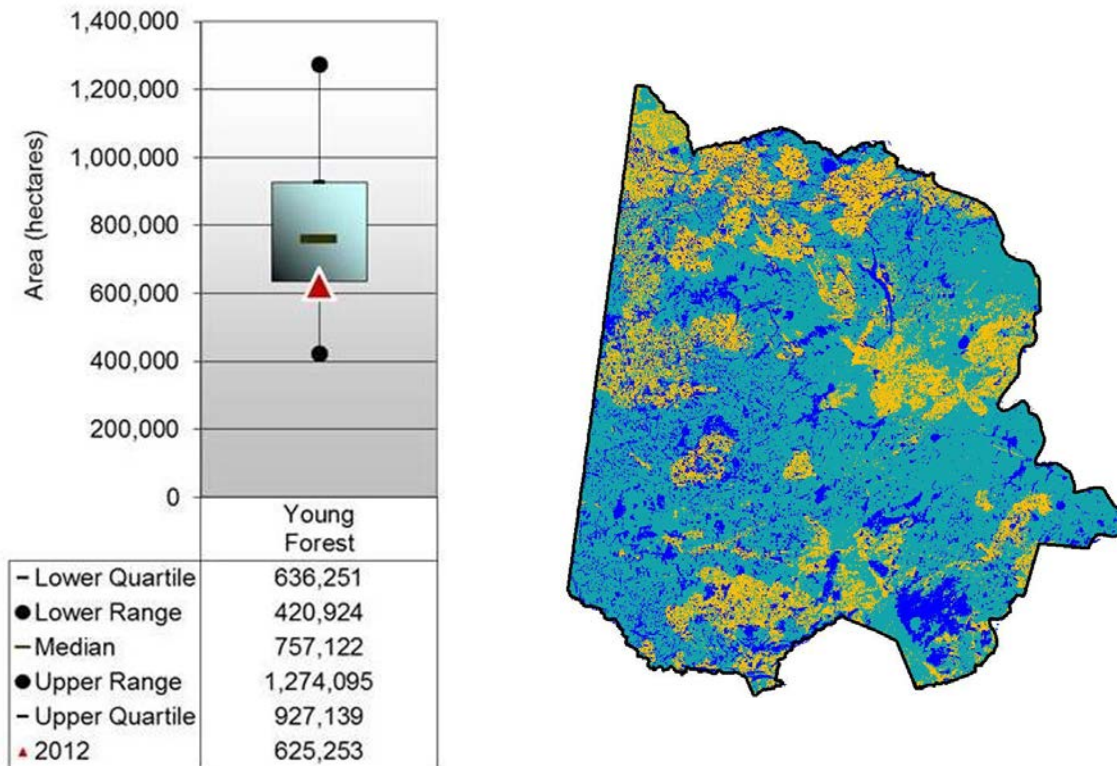 1,400,000
1,200,000
1,000,000
800,000
600,000
400,000
200,000
0
Area (hectares)
Young
Forest
Lower Quartile 636,251
Lower Range 420,924
Median 757,122
Upper Range 1,274,095
Upper Quartile 927,139
2012 625,253